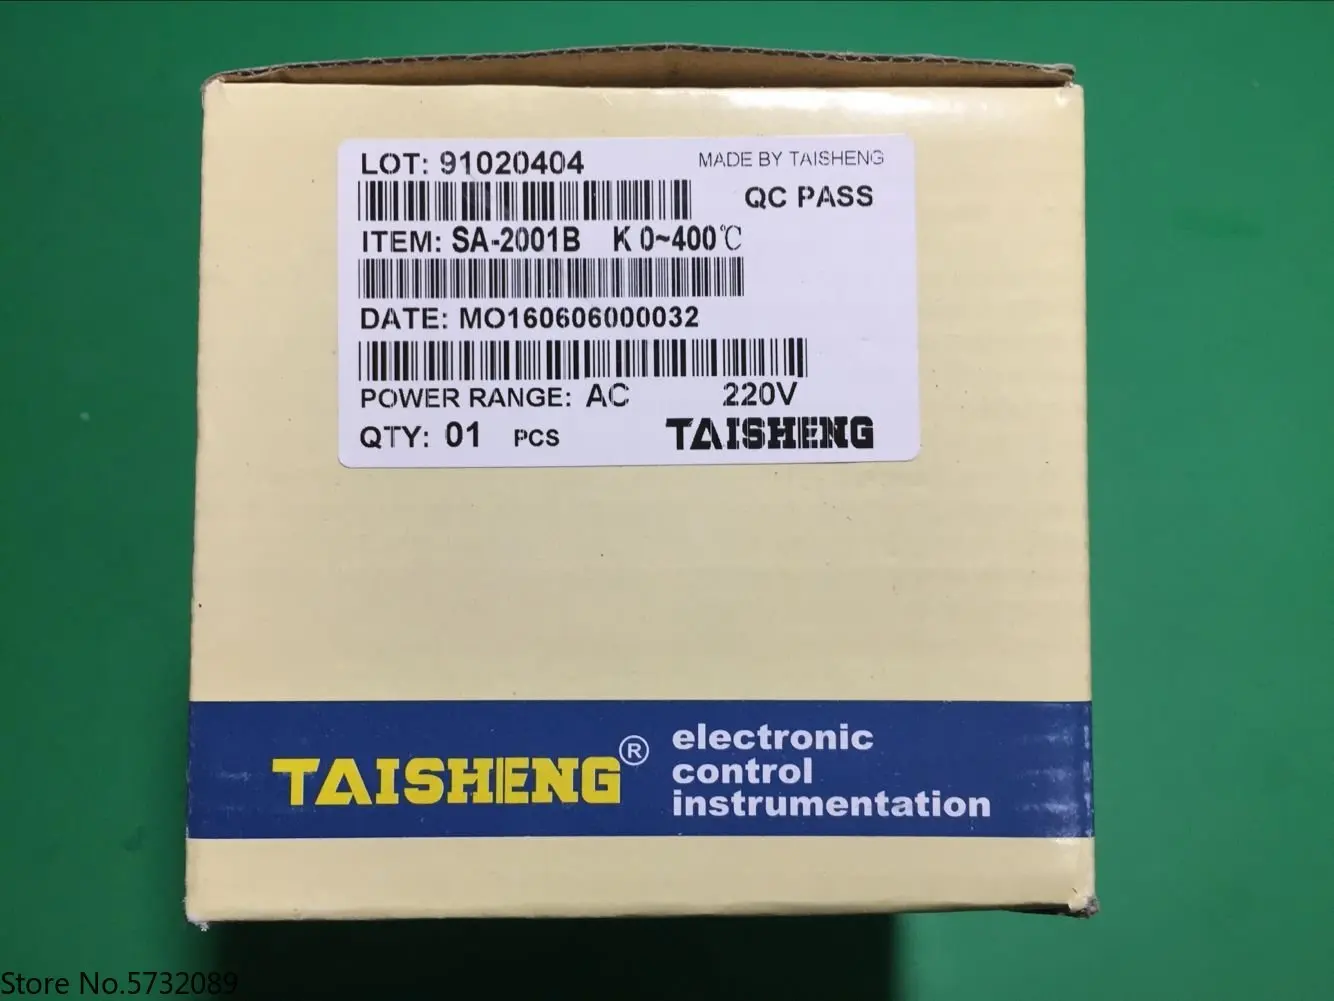 LOT: 91020404
MADE BY TAISHENG
QC PASS
ITEM: SA-2001B K 0~400℃
DATE: MO160606000032
POWER RANGE: AC 220V
QTY: 01 PCS
TAISHENG
TAISHENG®
electronic
control
instrumentation
Store No.5732089